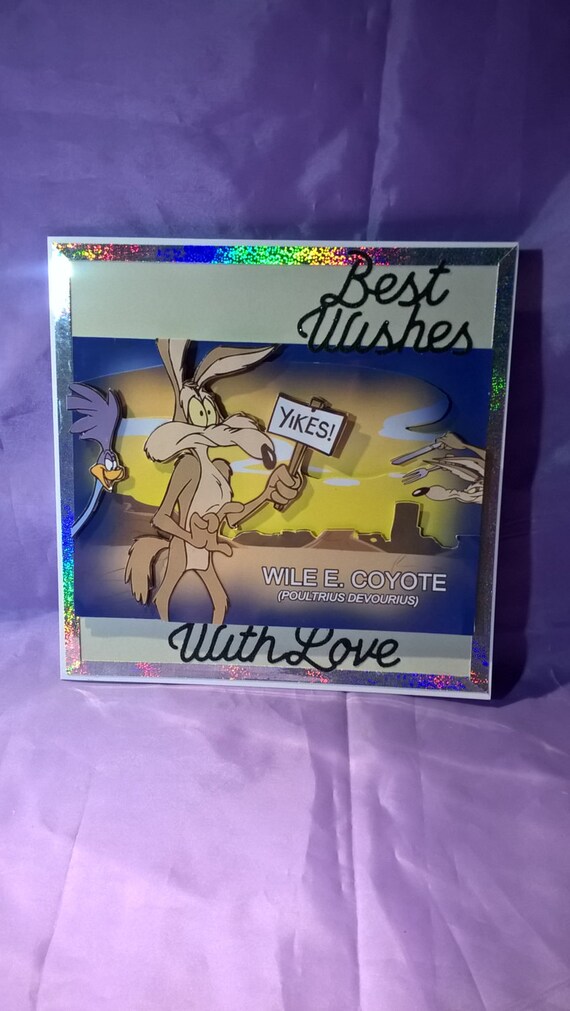 Best
Wishes
YiKES!
WILE E. COYOTE
(POULTRIUS DEVOURIUS)
With Love